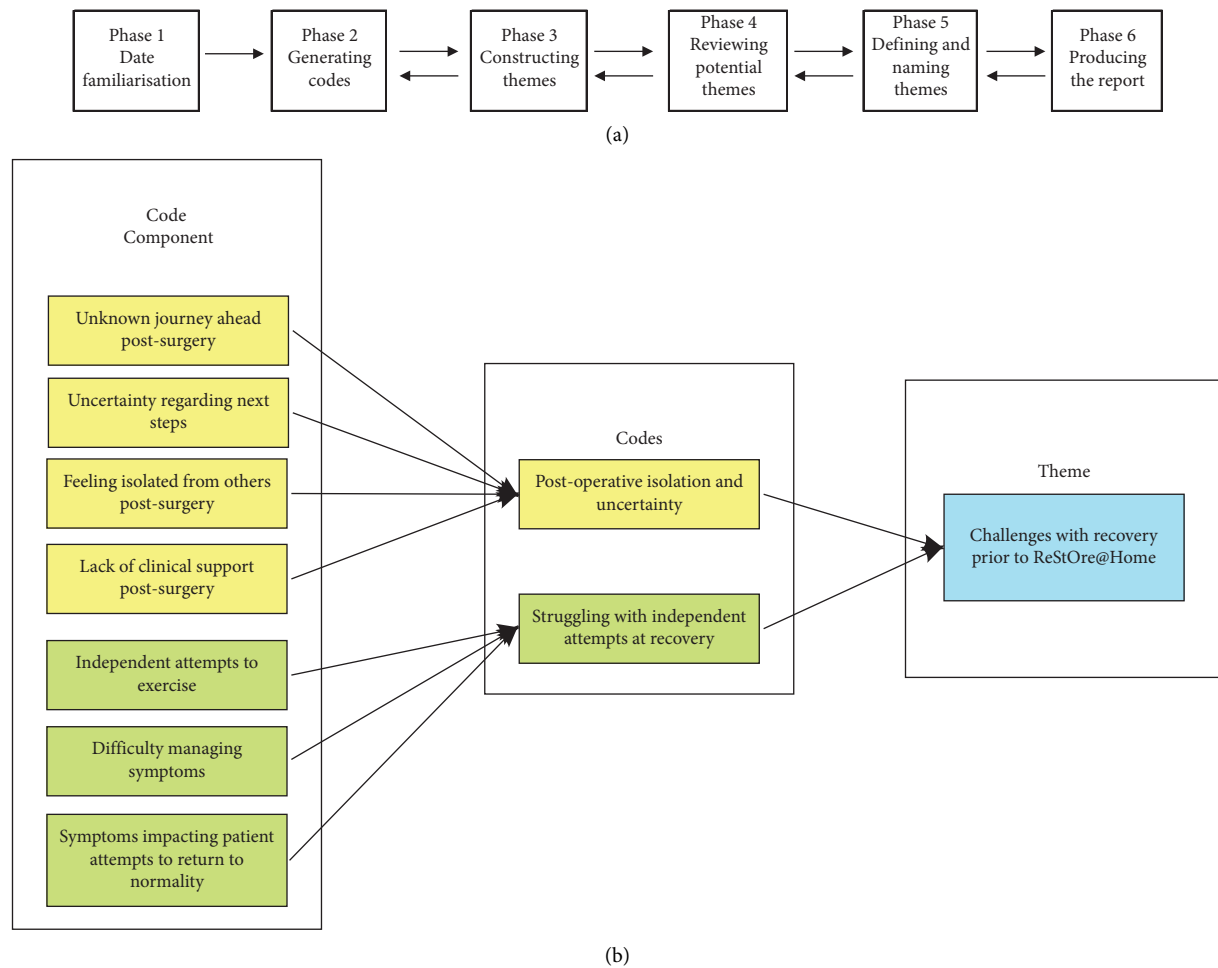 Phase 1
Date
familiarisation
Phase 2
Generating
codes
Phase 3
Constructing
themes
Phase 4
Reviewing
potential
themes
Phase 5
Defining and
naming
themes
Phase 6
Producing
the report
(a)
Code
Component
Unknown journey ahead
post-surgery
Uncertainty regarding next
steps
Feeling isolated from others
post-surgery
Lack of clinical support
post-surgery
Independent attempts to
exercise
Difficulty managing
symptoms
Symptoms impacting patient
attempts to return to
normality
Codes
Post-operative isolation and
uncertainty
Struggling with independent
attempts at recovery
Theme
Challenges with recovery
prior to ReStOre@Home
(b)